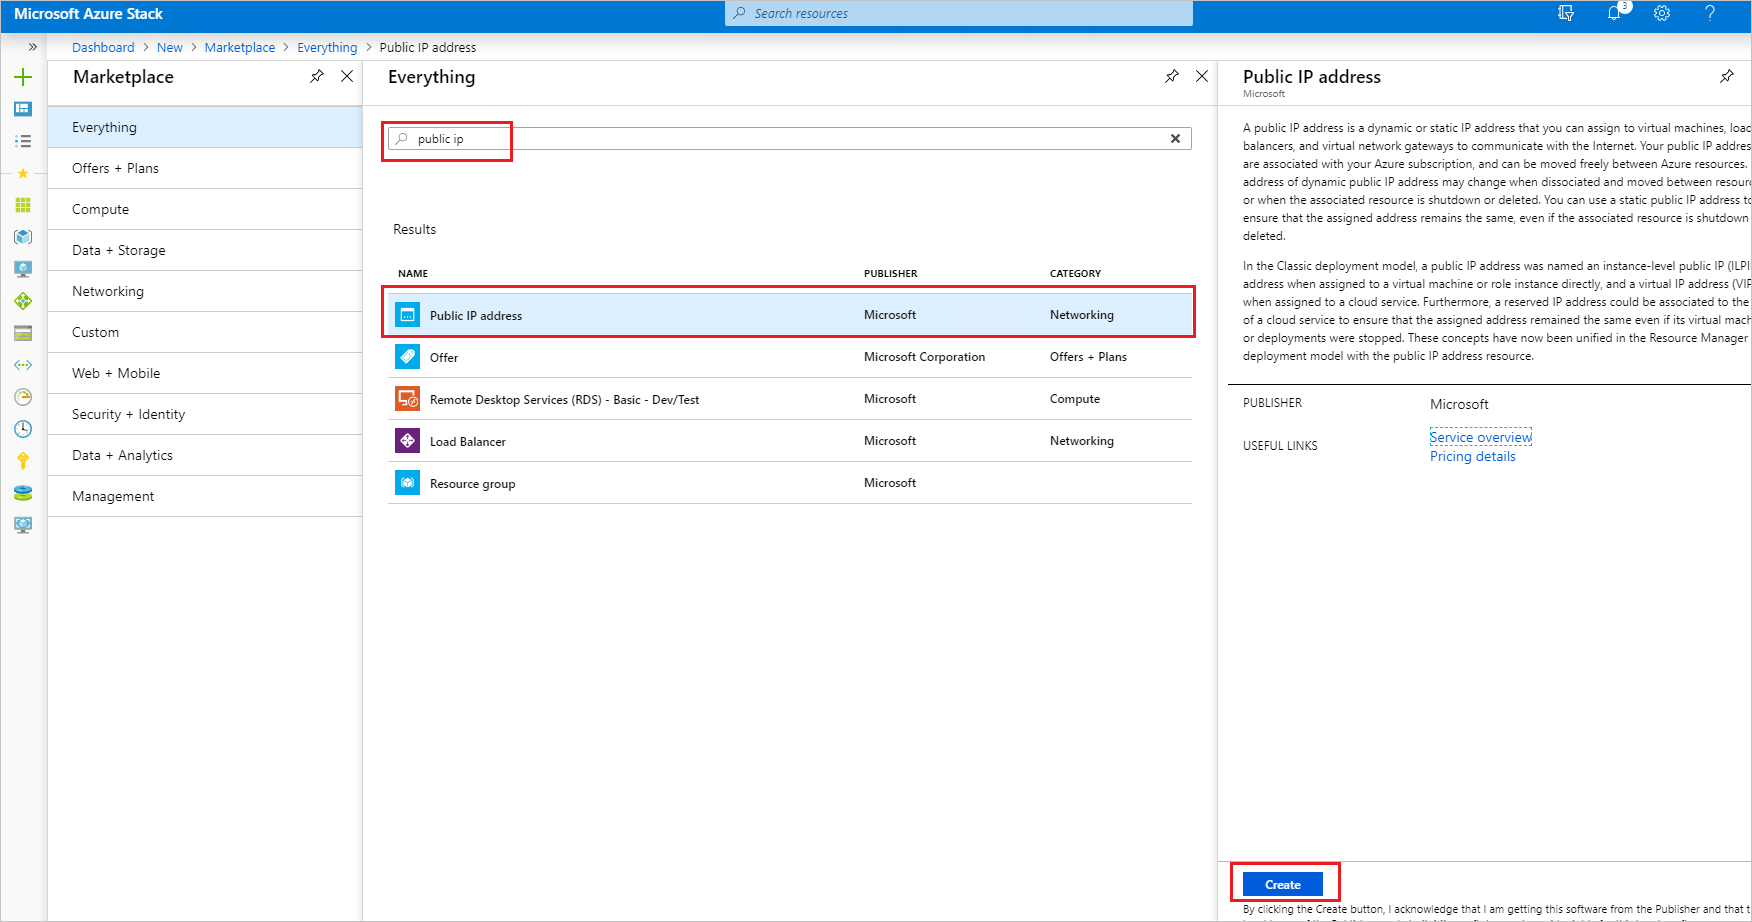 Microsoft Azure Stack
Search resources
3
Dashboard > New > Marketplace > Everything > Public IP address
Marketplace
Everything
Offers + Plans
Compute
Data + Storage
Networking
Custom
Web + Mobile
Security + Identity
Data + Analytics
Management
Everything
public ip
Results
NAME PUBLISHER CATEGORY
Public IP address Microsoft Networking
Offer Microsoft Corporation Offers + Plans
Remote Desktop Services (RDS) - Basic - Dev/Test Microsoft Compute
Load Balancer Microsoft Networking
Resource group Microsoft
Public IP address
Microsoft
A public IP address is a dynamic or static IP address that you can assign to virtual machines, load
balancers, and virtual network gateways to communicate with the Internet. Your public IP addres
are associated with your Azure subscription, and can be moved freely between Azure resources.
address of dynamic public IP address may change when dissociated and moved between resour
or when the associated resource is shutdown or deleted. You can use a static public IP address to
ensure that the assigned address remains the same, even if the associated resource is shutdown
deleted.
In the Classic deployment model, a public IP address was named an instance-level public IP (ILPI
address when assigned to a virtual machine or role instance directly, and a virtual IP address (VIP
when assigned to a cloud service. Furthermore, a reserved IP address could be associated to the
of a cloud service to ensure that the assigned address remained the same even if its virtual mach
or deployments were stopped. These concepts have now been unified in the Resource Manager
deployment model with the public IP address resource.
PUBLISHER Microsoft
USEFUL LINKS Service overview
Pricing details
Create
By clicking the Create button, I acknowledge that I am getting this software from the Publisher and that t